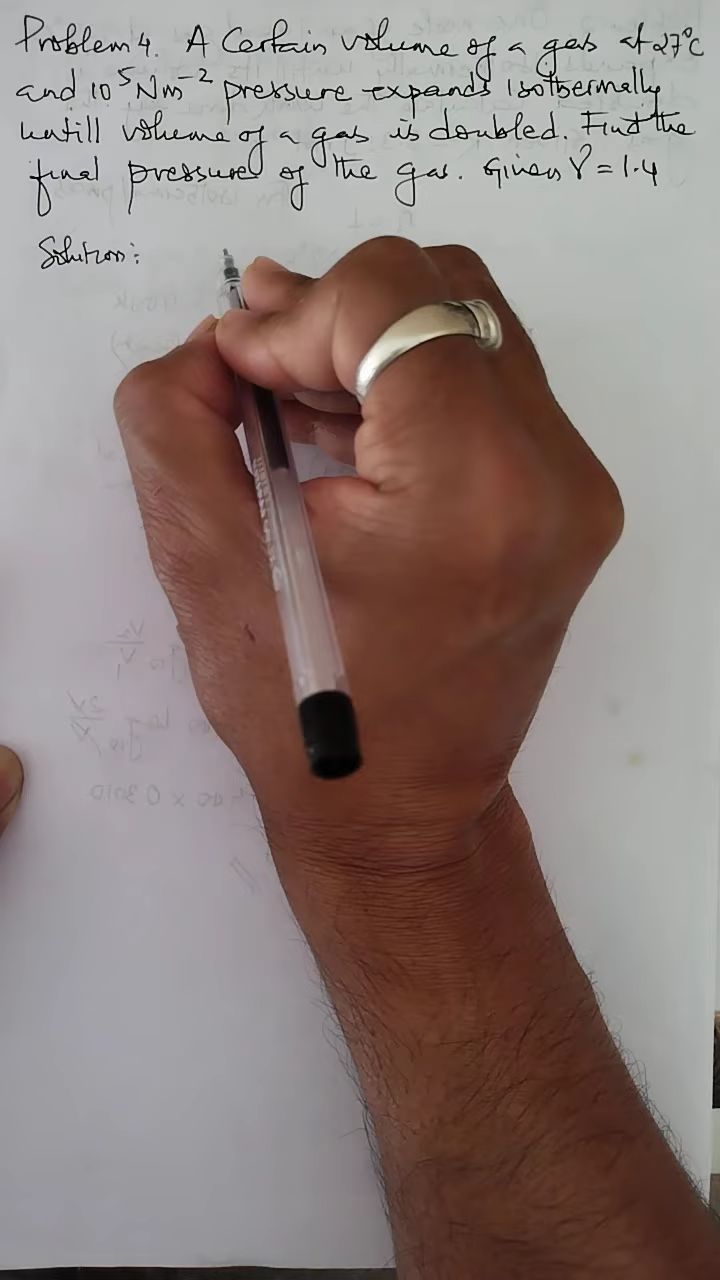 Problem 4. A Certain volume of a gas at 27°C
and 10⁵ Nm⁻² pressure expands isothermally
untill volume of a gas is doubled. Find the
final pressure of the gas. Given γ = 1.4
Solution: